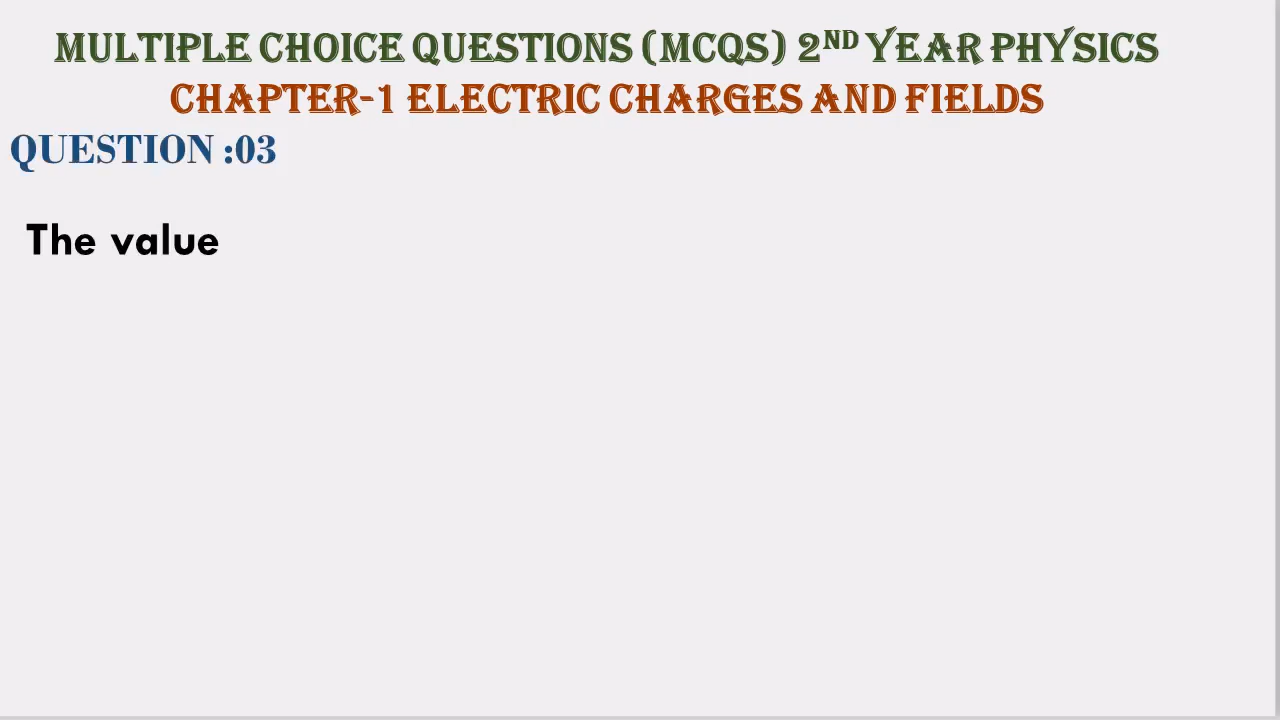 MULTIPLE CHOICE QUESTIONS (MCQS) 2ND YEAR PHYSICS
CHAPTER-1 ELECTRIC CHARGES AND FIELDS
QUESTION :03
The value